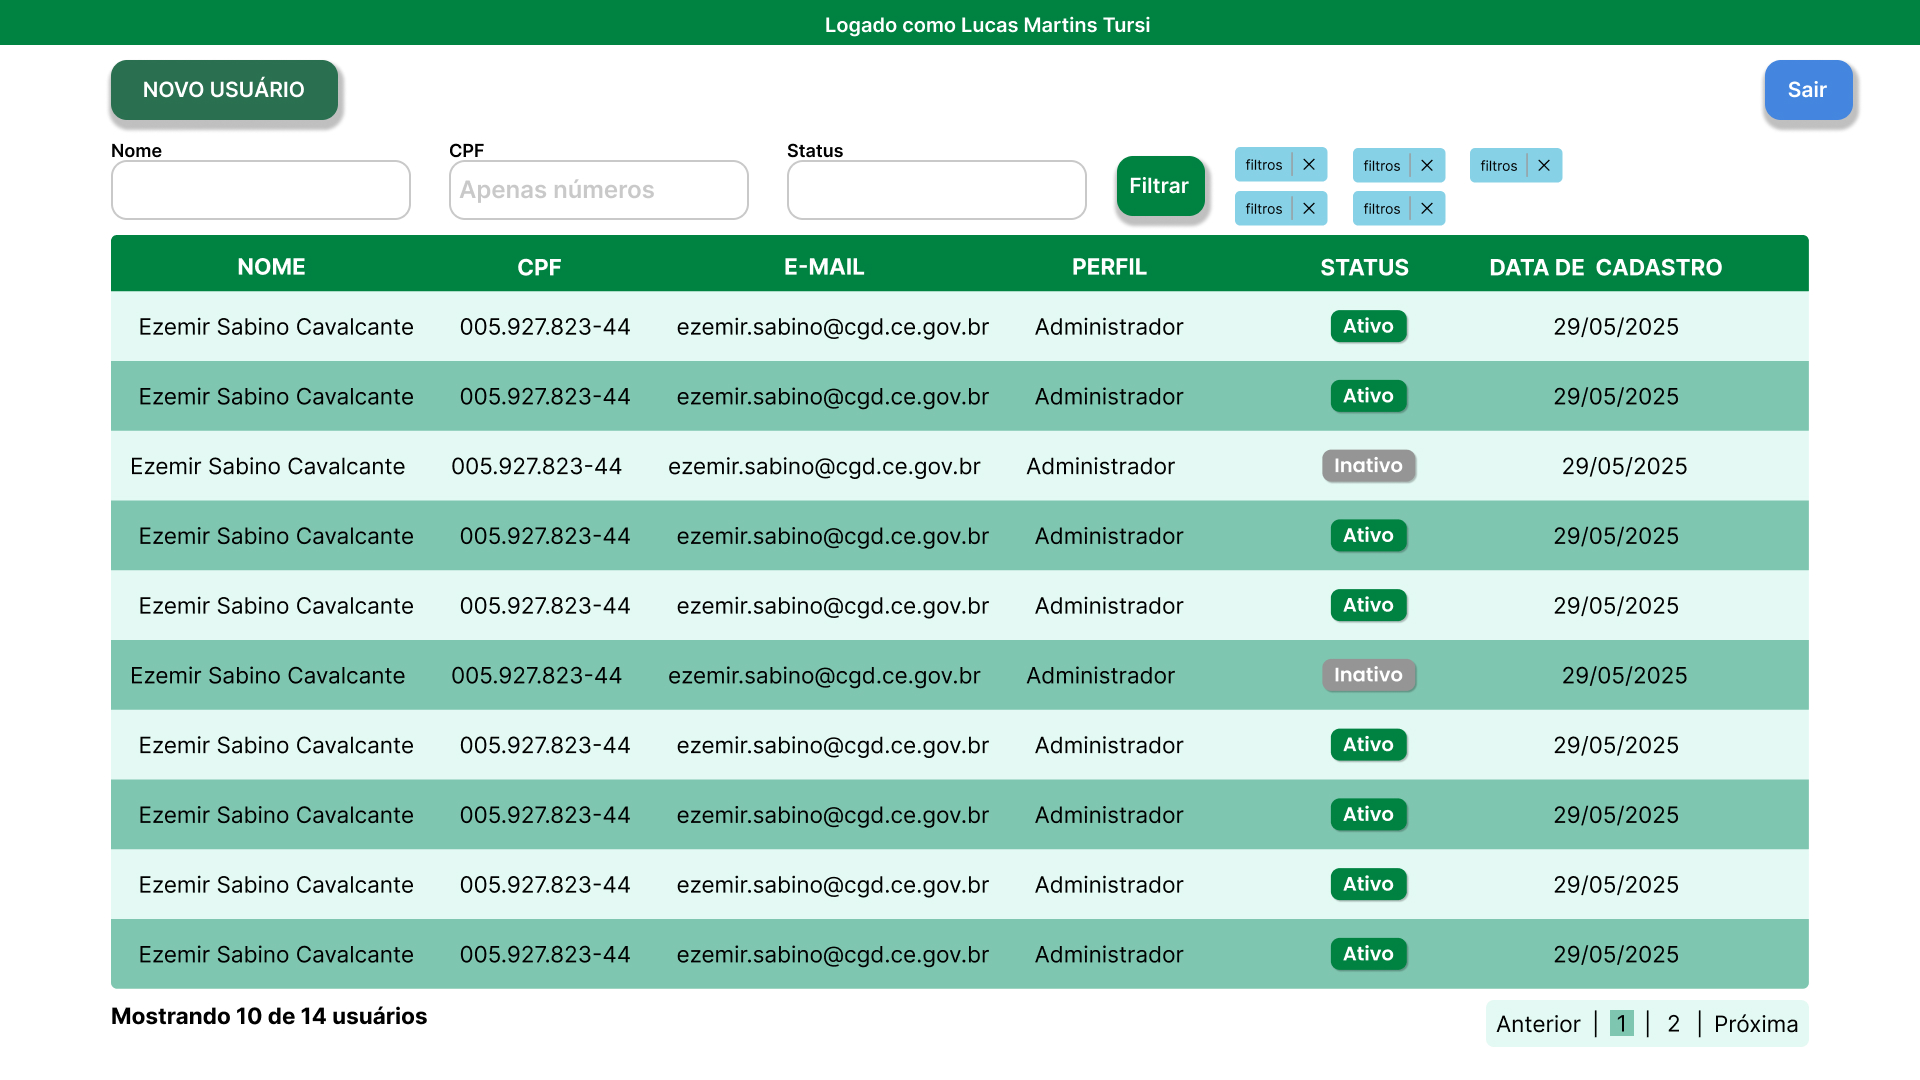 Logado como Lucas Martins Tursi
NOVO USUÁRIO
Sair
Nome
CPF
Status
Apenas números
Filtrar
filtros
filtros
filtros
filtros
filtros
NOME CPF E-MAIL PERFIL STATUS DATA DE CADASTRO
Ezemir Sabino Cavalcante 005.927.823-44 ezemir.sabino@cgd.ce.gov.br Administrador Ativo 29/05/2025
Ezemir Sabino Cavalcante 005.927.823-44 ezemir.sabino@cgd.ce.gov.br Administrador Ativo 29/05/2025
Ezemir Sabino Cavalcante 005.927.823-44 ezemir.sabino@cgd.ce.gov.br Administrador Inativo 29/05/2025
Ezemir Sabino Cavalcante 005.927.823-44 ezemir.sabino@cgd.ce.gov.br Administrador Ativo 29/05/2025
Ezemir Sabino Cavalcante 005.927.823-44 ezemir.sabino@cgd.ce.gov.br Administrador Ativo 29/05/2025
Ezemir Sabino Cavalcante 005.927.823-44 ezemir.sabino@cgd.ce.gov.br Administrador Inativo 29/05/2025
Ezemir Sabino Cavalcante 005.927.823-44 ezemir.sabino@cgd.ce.gov.br Administrador Ativo 29/05/2025
Ezemir Sabino Cavalcante 005.927.823-44 ezemir.sabino@cgd.ce.gov.br Administrador Ativo 29/05/2025
Ezemir Sabino Cavalcante 005.927.823-44 ezemir.sabino@cgd.ce.gov.br Administrador Ativo 29/05/2025
Ezemir Sabino Cavalcante 005.927.823-44 ezemir.sabino@cgd.ce.gov.br Administrador Ativo 29/05/2025
Mostrando 10 de 14 usuários
Anterior | 1 | 2 | Próxima